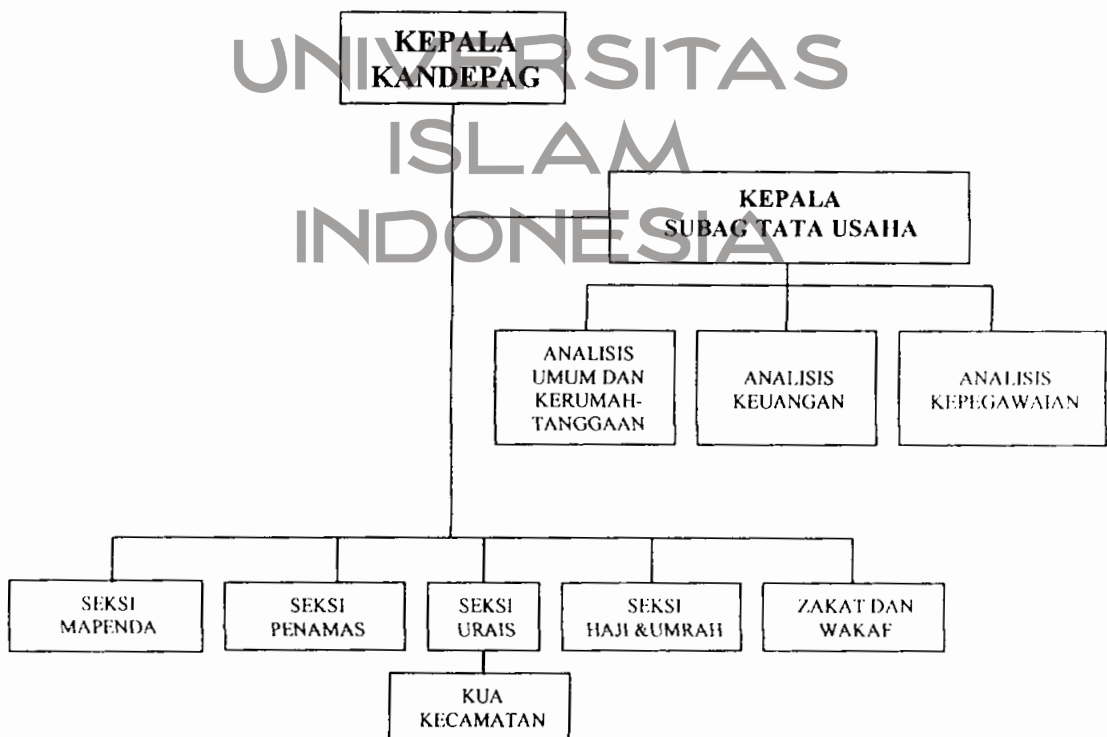 UNIVERSITAS
ISLAM
INDONESIA
KEPALA
KANDEPAG
KEPALA
SUBAG TATA USAHA
ANALISIS
UMUM DAN
KERUMAH-
TANGGAAN
ANALISIS
KEUANGAN
ANALISIS
KEPEGAWAIAN
SEKSI
MAPENDA
SEKSI
PENAMAS
SEKSI
URAIS
SEKSI
HAJI &UMRAH
ZAKAT DAN
WAKAF
KUA
KECAMATAN